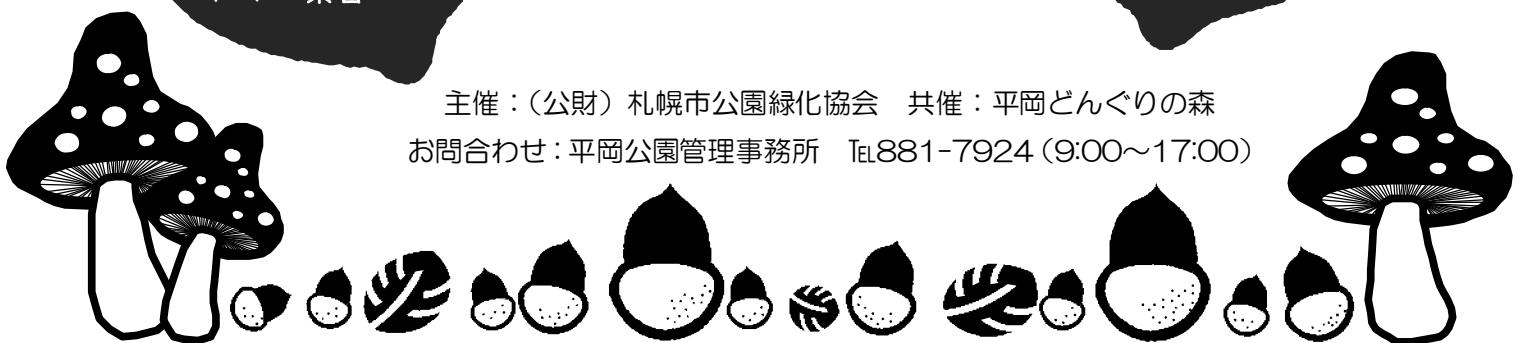 主催：（公財）札幌市公園緑化協会　共催：平岡どんぐりの森
お問合わせ：平岡公園管理事務所　℡881-7924（9:00～17:00）